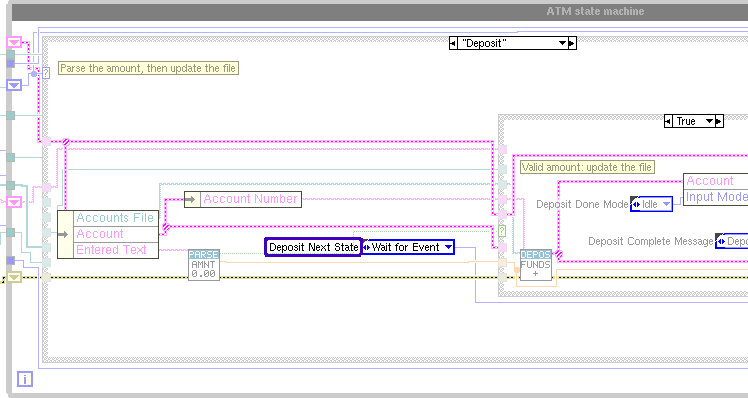 ATM state machine
"Deposit"
Parse the amount, then update the file
True
Valid amount: update the file
Account
Input Mode
Account Number
Deposit Done Mode
Idle
Accounts File
Account
Entered Text
Deposit Next State
Wait for Event
Deposit Complete Message
Depo
PARSE
AMNT
0.00
DEPOS
FUNDS
+
?
?
i